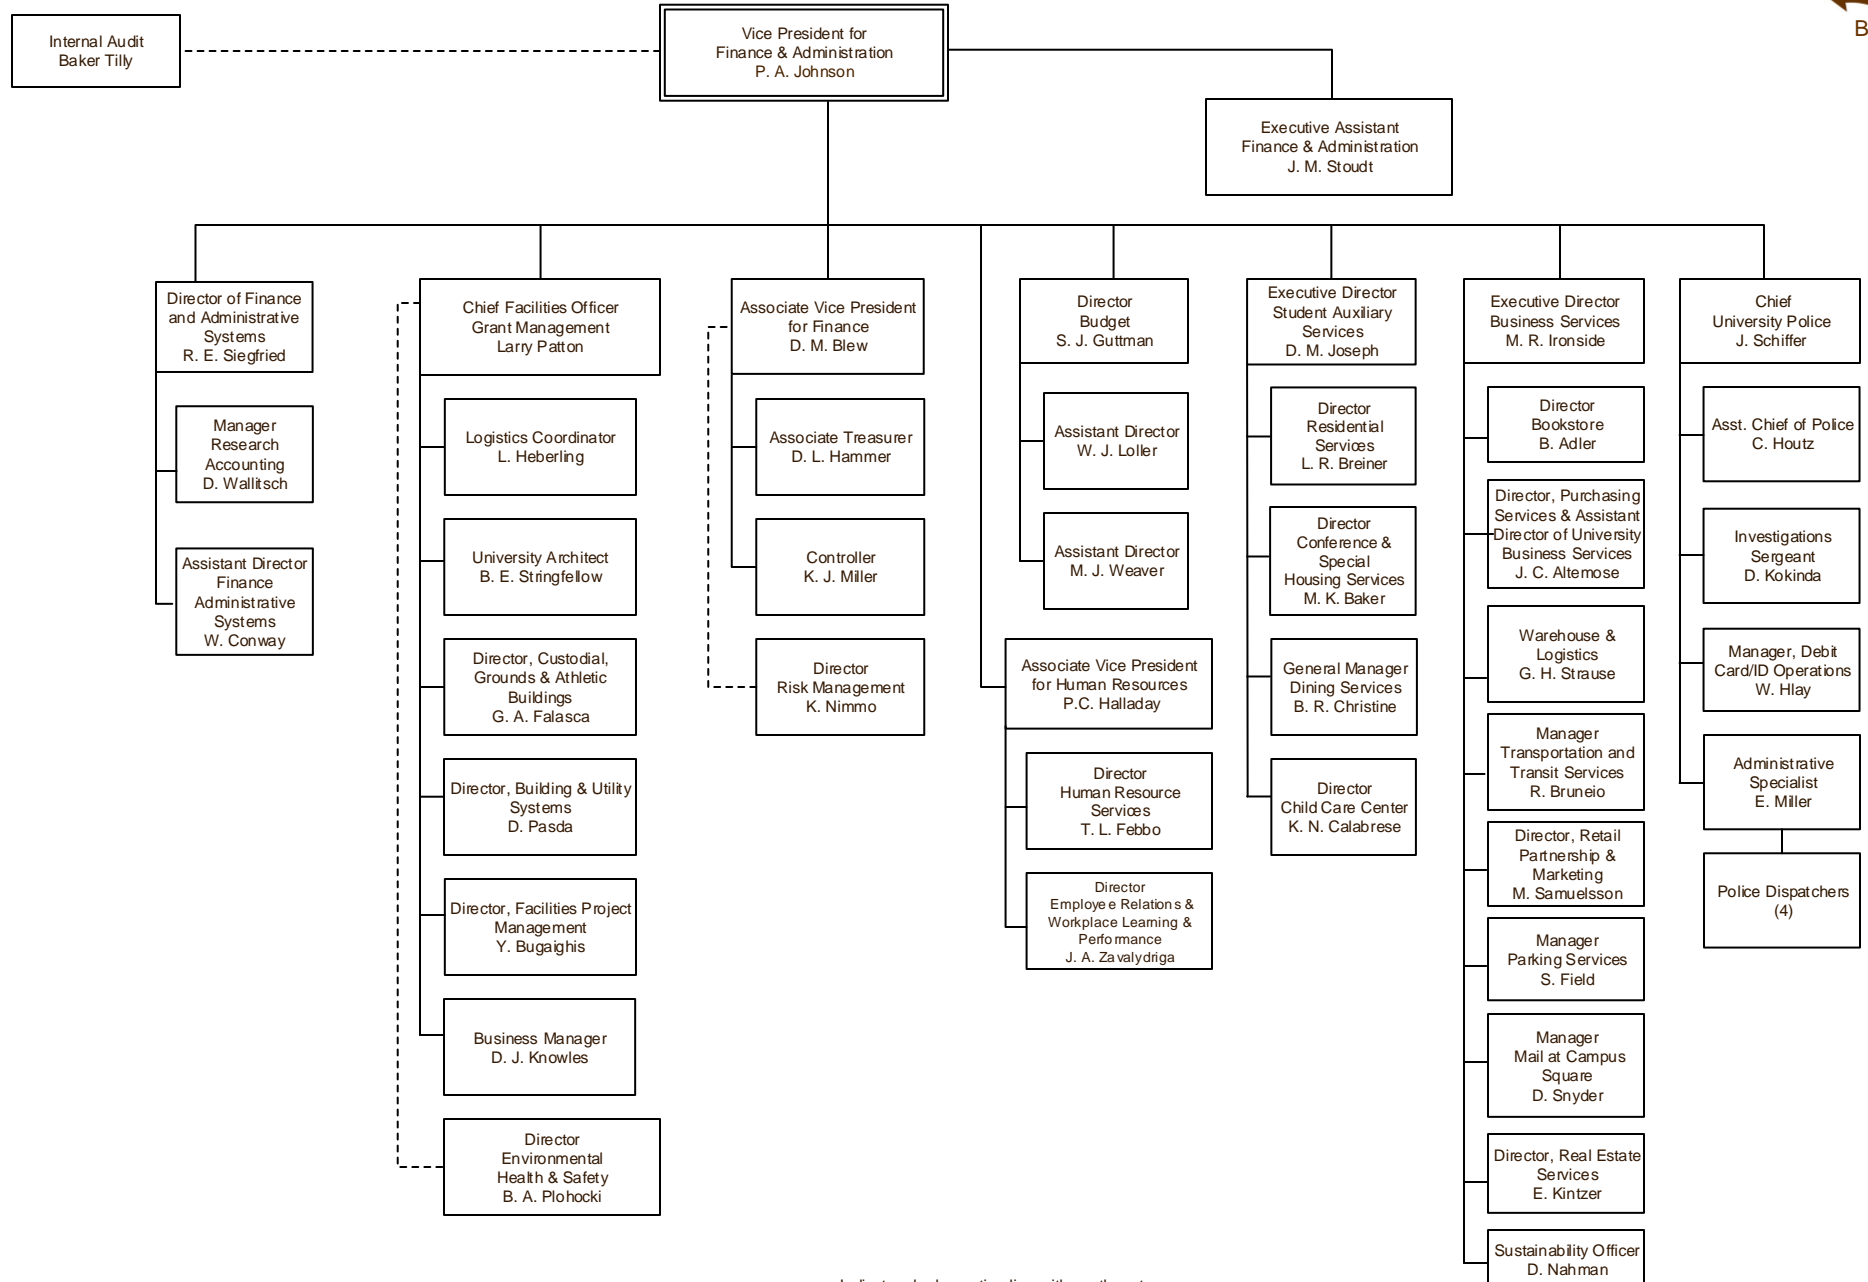 Internal Audit
Baker Tilly
Vice President for
Finance & Administration
P. A. Johnson
B
Executive Assistant
Finance & Administration
J. M. Stoudt
Director of Finance
and Administrative
Systems
R. E. Siegfried
Manager
Research
Accounting
D. Wallitsch
Assistant Director
Finance
Administrative
Systems
W. Conway
Chief Facilities Officer
Grant Management
Larry Patton
Logistics Coordinator
L. Heberling
University Architect
B. E. Stringfellow
Director, Custodial,
Grounds & Athletic
Buildings
G. A. Falasca
Director, Building & Utility
Systems
D. Pasda
Director, Facilities Project
Management
Y. Bugaighis
Business Manager
D. J. Knowles
Director
Environmental
Health & Safety
B. A. Plohocki
Associate Vice President
for Finance
D. M. Blew
Associate Treasurer
D. L. Hammer
Controller
K. J. Miller
Director
Risk Management
K. Nimmo
Director
Budget
S. J. Guttman
Assistant Director
W. J. Loller
Assistant Director
M. J. Weaver
Associate Vice President
for Human Resources
P.C. Halladay
Director
Human Resource
Services
T. L. Febbo
Director
Employee Relations &
Workplace Learning &
Performance
J. A. Zavalydriga
Executive Director
Student Auxiliary
Services
D. M. Joseph
Director
Residential
Services
L. R. Breiner
Director
Conference &
Special
Housing Services
M. K. Baker
General Manager
Dining Services
B. R. Christine
Director
Child Care Center
K. N. Calabrese
Executive Director
Business Services
M. R. Ironside
Director
Bookstore
B. Adler
Director, Purchasing
Services & Assistant
Director of University
Business Services
J. C. Altemose
Warehouse &
Logistics
G. H. Strause
Manager
Transportation and
Transit Services
R. Bruneio
Director, Retail
Partnership &
Marketing
M. Samuelsson
Manager
Parking Services
S. Field
Manager
Mail at Campus
Square
D. Snyder
Director, Real Estate
Services
E. Kintzer
Sustainability Officer
D. Nahman
Chief
University Police
J. Schiffer
Asst. Chief of Police
C. Houtz
Investigations
Sergeant
D. Kokinda
Manager, Debit
Card/ID Operations
W. Hlay
Administrative
Specialist
E. Miller
Police Dispatchers
(4)